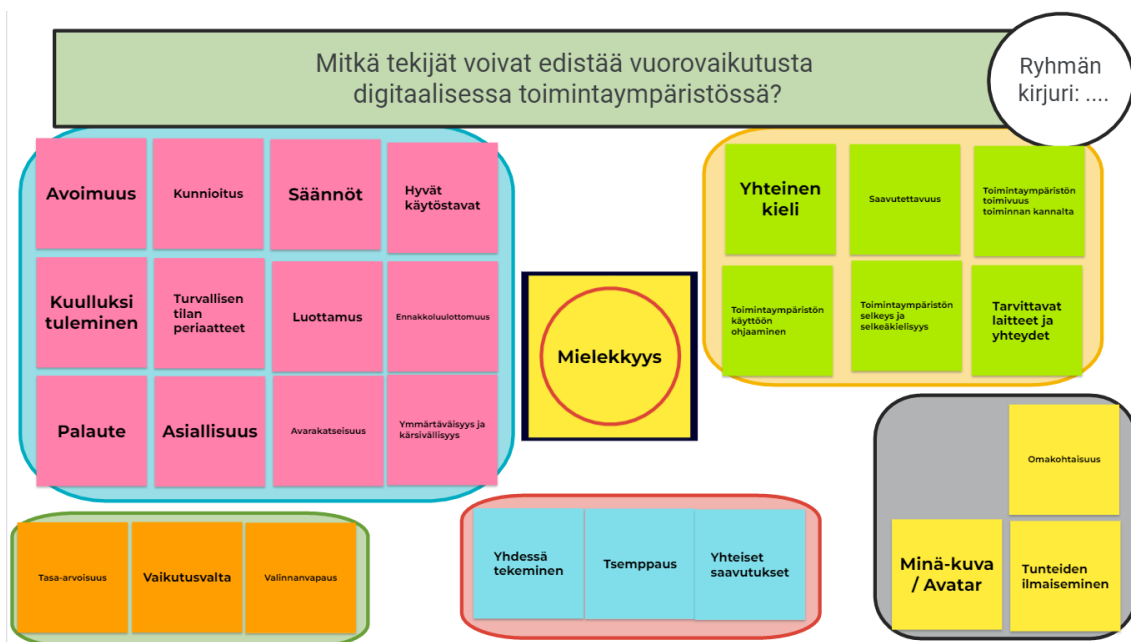 Mitkä tekijät voivat edistää vuorovaikutusta
digitaalisessa toimintaympäristössä?
Ryhmän
kirjuri: ....
Avoimuus
Kunnioitus
Säännöt
Hyvät
käytöstavat
Kuulluksi
tuleminen
Turvallisen
tilan
periaatteet
Luottamus
Ennakkoluulottomuus
Palaute
Asiallisuus
Avarakatseisuus
Ymmärtäväisyys ja
kärsivällisyys
Mielekkyys
Yhteinen
kieli
Saavutettavuus
Toimintaympäristön
toimivuus
toiminnan kannalta
Toimintaympäristön
käyttöön
ohjaaminen
Toimintaympäristön
selkeys ja
selkeäkielisyys
Tarvittavat
laitteet ja
yhteydet
Omakohtaisuus
Minä-kuva
/ Avatar
Tunteiden
ilmaiseminen
Tasa-arvoisuus
Vaikutusvalta
Valinnanvapaus
Yhdessä
tekeminen
Tsemppaus
Yhteiset
saavutukset